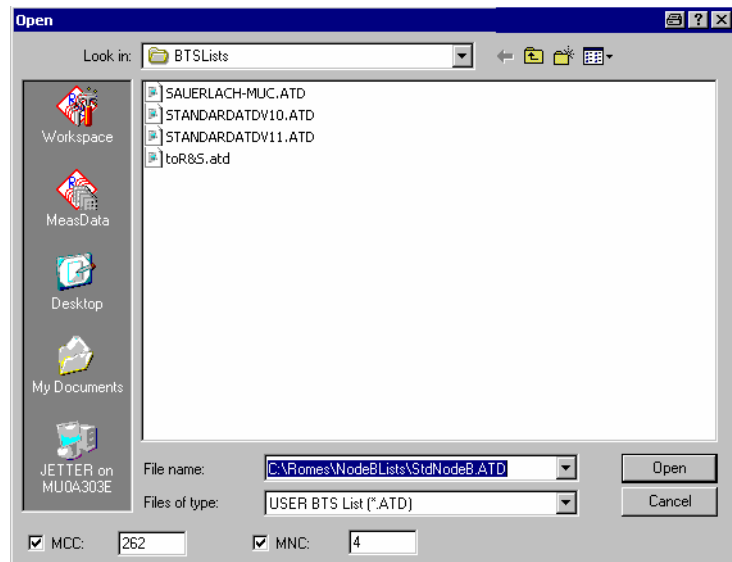 Open
Look in: BTSLists
SAUERLACH-MUC.ATD
STANDARDATDV10.ATD
STANDARDATDV11.ATD
toR&S.atd
Workspace
MeasData
Desktop
My Documents
JETTER on
MU0A303E
File name: C:\Romes\NodeBLists\StdNodeB.ATD Open
Files of type: USER BTS List (*.ATD) Cancel
MCC: 262 MNC: 4